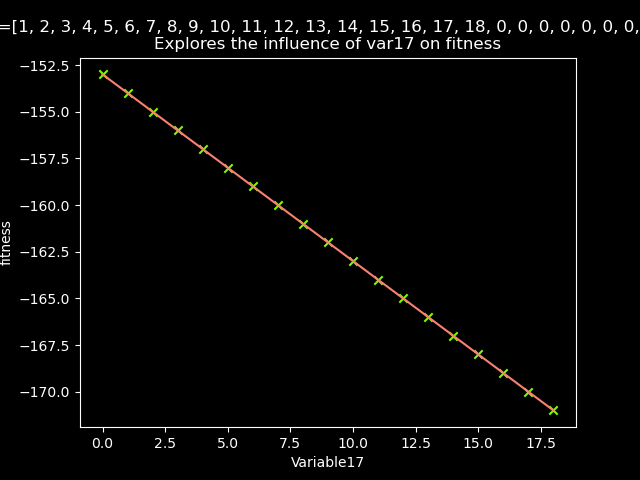 =[1, 2, 3, 4, 5, 6, 7, 8, 9, 10, 11, 12, 13, 14, 15, 16, 17, 18, 0, 0, 0, 0, 0, 0, 0,
Explores the influence of var17 on fitness
−152.5
−155.0
−157.5
−160.0
−162.5
−165.0
−167.5
−170.0
fitness
0.0 2.5 5.0 7.5 10.0 12.5 15.0 17.5
Variable17